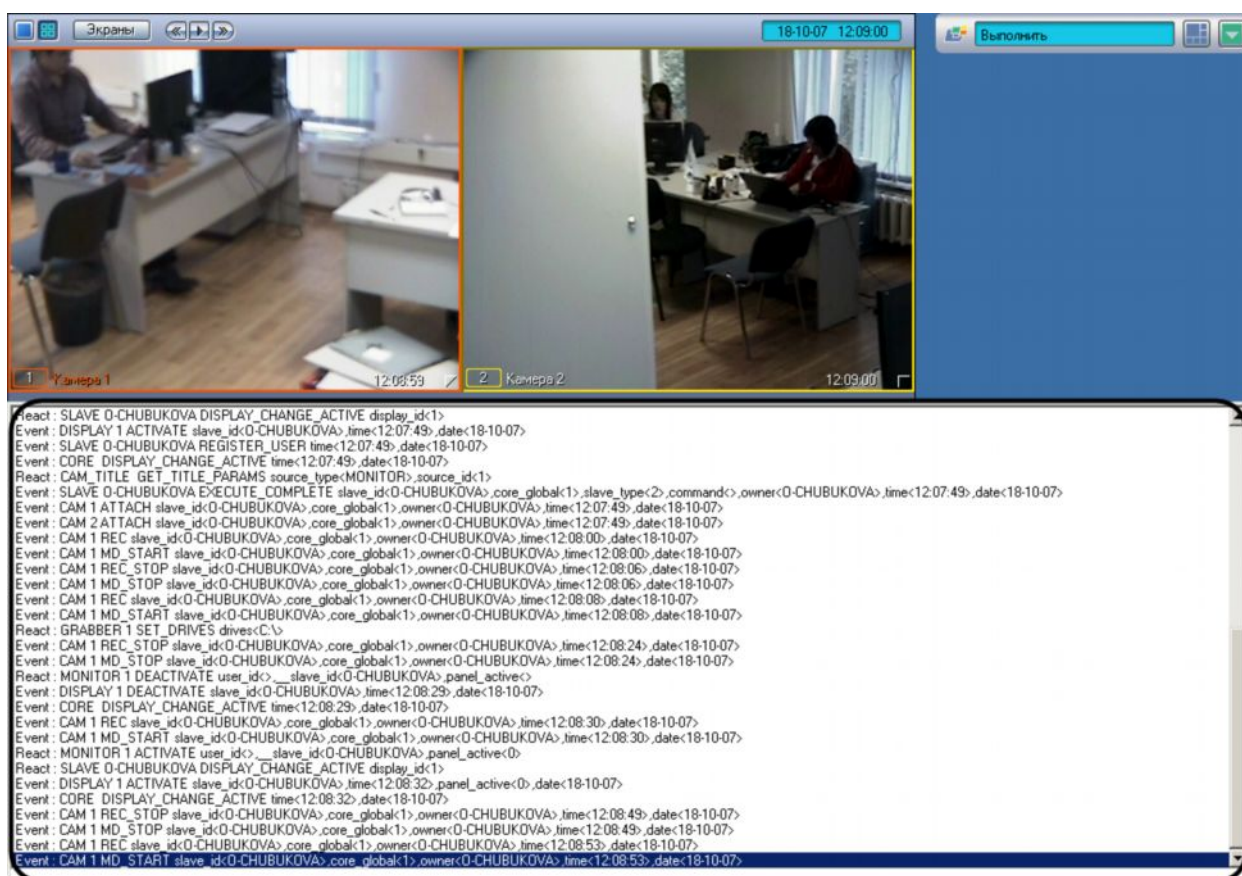 Экраны
18-10-07 12:09:00
Выполнить
1 Камера 1 12:08:59
2 Камера 2 12:09:00
React : SLAVE O-CHUBUKOVA DISPLAY_CHANGE_ACTIVE display_id<1>
Event : DISPLAY 1 ACTIVATE slave_id<O-CHUBUKOVA>,time<12:07:49>,date<18-10-07>
Event : SLAVE O-CHUBUKOVA REGISTER_USER time<12:07:49>,date<18-10-07>
Event : CORE DISPLAY_CHANGE_ACTIVE time<12:07:49>,date<18-10-07>
React : CAM_TITLE GET_TITLE_PARAMS source_type<MONITOR>,source_id<1>
Event : SLAVE O-CHUBUKOVA EXECUTE_COMPLETE slave_id<O-CHUBUKOVA>,core_global<1>,slave_type<2>,command<>,owner<O-CHUBUKOVA>,time<12:07:49>,date<18-10-07>
Event : CAM 1 ATTACH slave_id<O-CHUBUKOVA>,core_global<1>,owner<O-CHUBUKOVA>,time<12:07:49>,date<18-10-07>
Event : CAM 2 ATTACH slave_id<O-CHUBUKOVA>,core_global<1>,owner<O-CHUBUKOVA>,time<12:07:49>,date<18-10-07>
Event : CAM 1 REC slave_id<O-CHUBUKOVA>,core_global<1>,owner<O-CHUBUKOVA>,time<12:08:00>,date<18-10-07>
Event : CAM 1 MD_START slave_id<O-CHUBUKOVA>,core_global<1>,owner<O-CHUBUKOVA>,time<12:08:00>,date<18-10-07>
Event : CAM 1 REC_STOP slave_id<O-CHUBUKOVA>,core_global<1>,owner<O-CHUBUKOVA>,time<12:08:06>,date<18-10-07>
Event : CAM 1 MD_STOP slave_id<O-CHUBUKOVA>,core_global<1>,owner<O-CHUBUKOVA>,time<12:08:06>,date<18-10-07>
Event : CAM 1 REC slave_id<O-CHUBUKOVA>,core_global<1>,owner<O-CHUBUKOVA>,time<12:08:08>,date<18-10-07>
Event : CAM 1 MD_START slave_id<O-CHUBUKOVA>,core_global<1>,owner<O-CHUBUKOVA>,time<12:08:08>,date<18-10-07>
React : GRABBER 1 SET_DRIVES drives<C:\>
Event : CAM 1 REC_STOP slave_id<O-CHUBUKOVA>,core_global<1>,owner<O-CHUBUKOVA>,time<12:08:24>,date<18-10-07>
Event : CAM 1 MD_STOP slave_id<O-CHUBUKOVA>,core_global<1>,owner<O-CHUBUKOVA>,time<12:08:24>,date<18-10-07>
React : MONITOR 1 DEACTIVATE user_id<>,__slave_id<O-CHUBUKOVA>,panel_active<>
Event : DISPLAY 1 DEACTIVATE slave_id<O-CHUBUKOVA>,time<12:08:29>,date<18-10-07>
Event : CORE DISPLAY_CHANGE_ACTIVE time<12:08:29>,date<18-10-07>
Event : CAM 1 REC slave_id<O-CHUBUKOVA>,core_global<1>,owner<O-CHUBUKOVA>,time<12:08:30>,date<18-10-07>
Event : CAM 1 MD_START slave_id<O-CHUBUKOVA>,core_global<1>,owner<O-CHUBUKOVA>,time<12:08:30>,date<18-10-07>
React : MONITOR 1 ACTIVATE user_id<>,__slave_id<O-CHUBUKOVA>,panel_active<0>
React : SLAVE O-CHUBUKOVA DISPLAY_CHANGE_ACTIVE display_id<1>
Event : DISPLAY 1 ACTIVATE slave_id<O-CHUBUKOVA>,time<12:08:32>,panel_active<0>,date<18-10-07>
Event : CORE DISPLAY_CHANGE_ACTIVE time<12:08:32>,date<18-10-07>
Event : CAM 1 REC_STOP slave_id<O-CHUBUKOVA>,core_global<1>,owner<O-CHUBUKOVA>,time<12:08:49>,date<18-10-07>
Event : CAM 1 MD_STOP slave_id<O-CHUBUKOVA>,core_global<1>,owner<O-CHUBUKOVA>,time<12:08:49>,date<18-10-07>
Event : CAM 1 REC slave_id<O-CHUBUKOVA>,core_global<1>,owner<O-CHUBUKOVA>,time<12:08:53>,date<18-10-07>
Event : CAM 1 MD_START slave_id<O-CHUBUKOVA>,core_global<1>,owner<O-CHUBUKOVA>,time<12:08:53>,date<18-10-07>